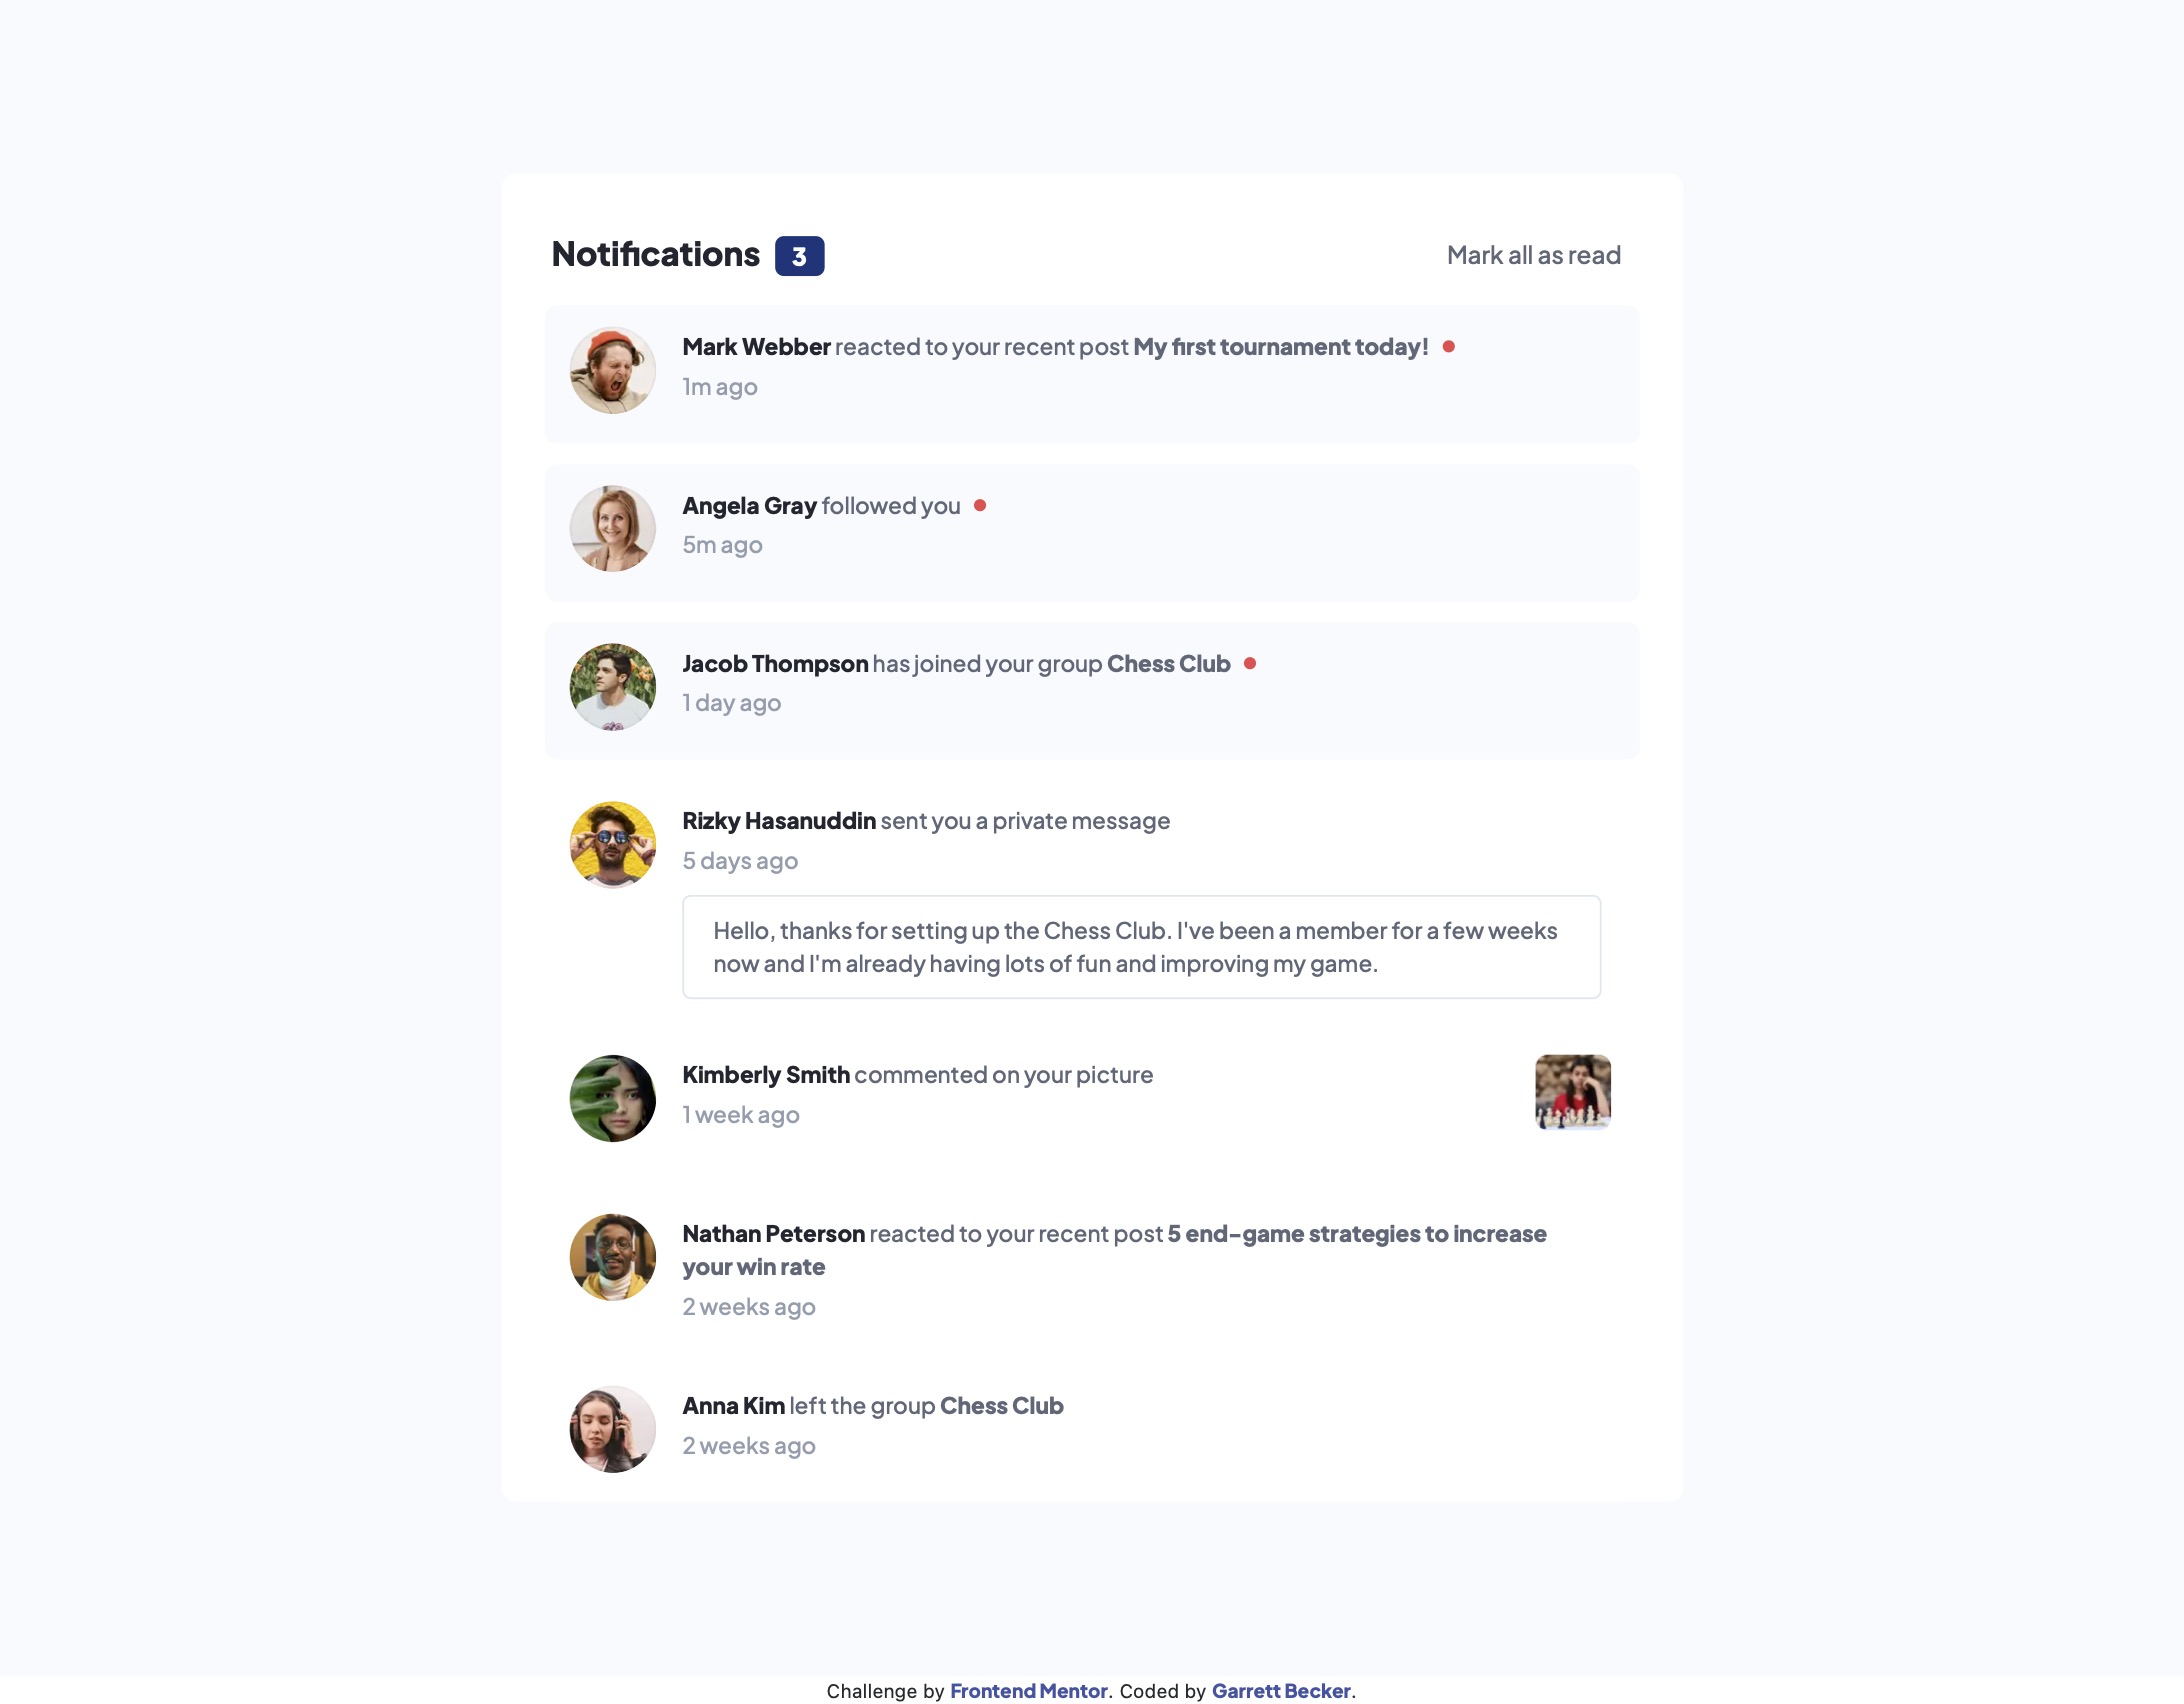 Notifications 3 Mark all as read
Mark Webber reacted to your recent post My first tournament today!
1m ago
Angela Gray followed you
5m ago
Jacob Thompson has joined your group Chess Club
1 day ago
Rizky Hasanuddin sent you a private message
5 days ago
Hello, thanks for setting up the Chess Club. I've been a member for a few weeks
now and I'm already having lots of fun and improving my game.
Kimberly Smith commented on your picture
1 week ago
Nathan Peterson reacted to your recent post 5 end-game strategies to increase
your win rate
2 weeks ago
Anna Kim left the group Chess Club
2 weeks ago
Challenge by Frontend Mentor. Coded by Garrett Becker.